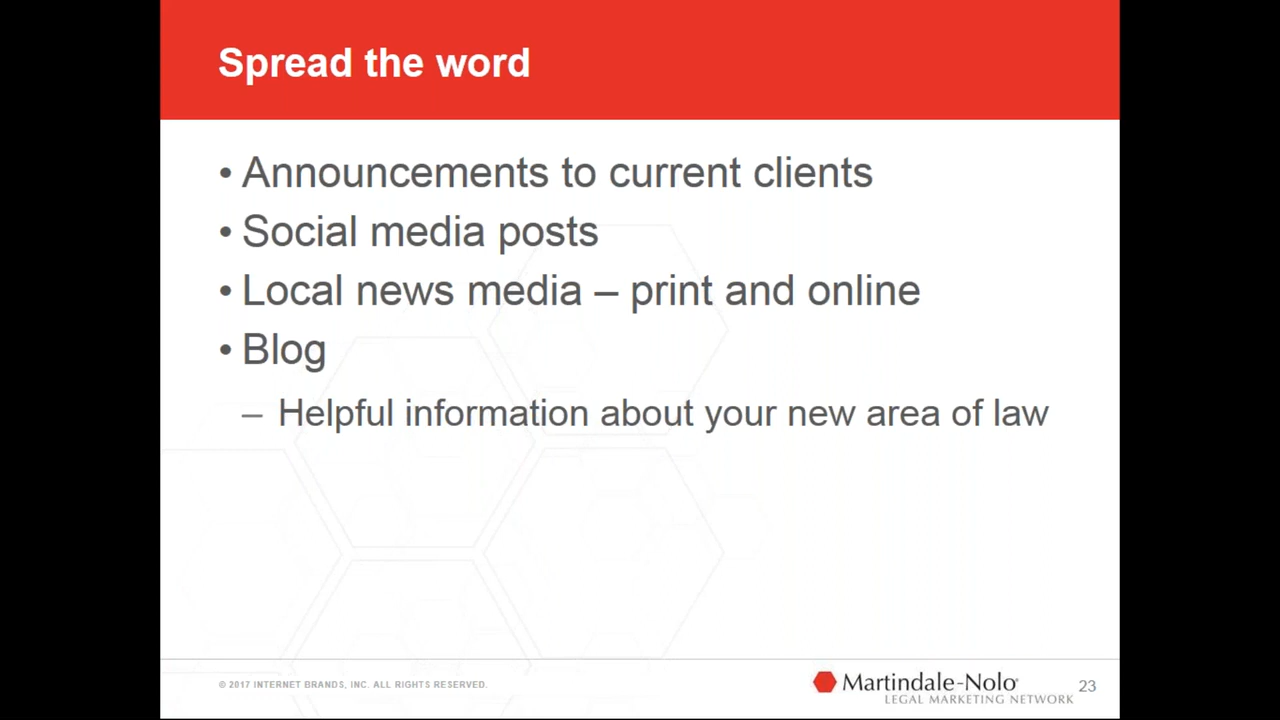 Spread the word
• Announcements to current clients
• Social media posts
• Local news media – print and online
• Blog
– Helpful information about your new area of law
© 2017 INTERNET BRANDS, INC. ALL RIGHTS RESERVED.
Martindale-Nolo®
LEGAL MARKETING NETWORK
23